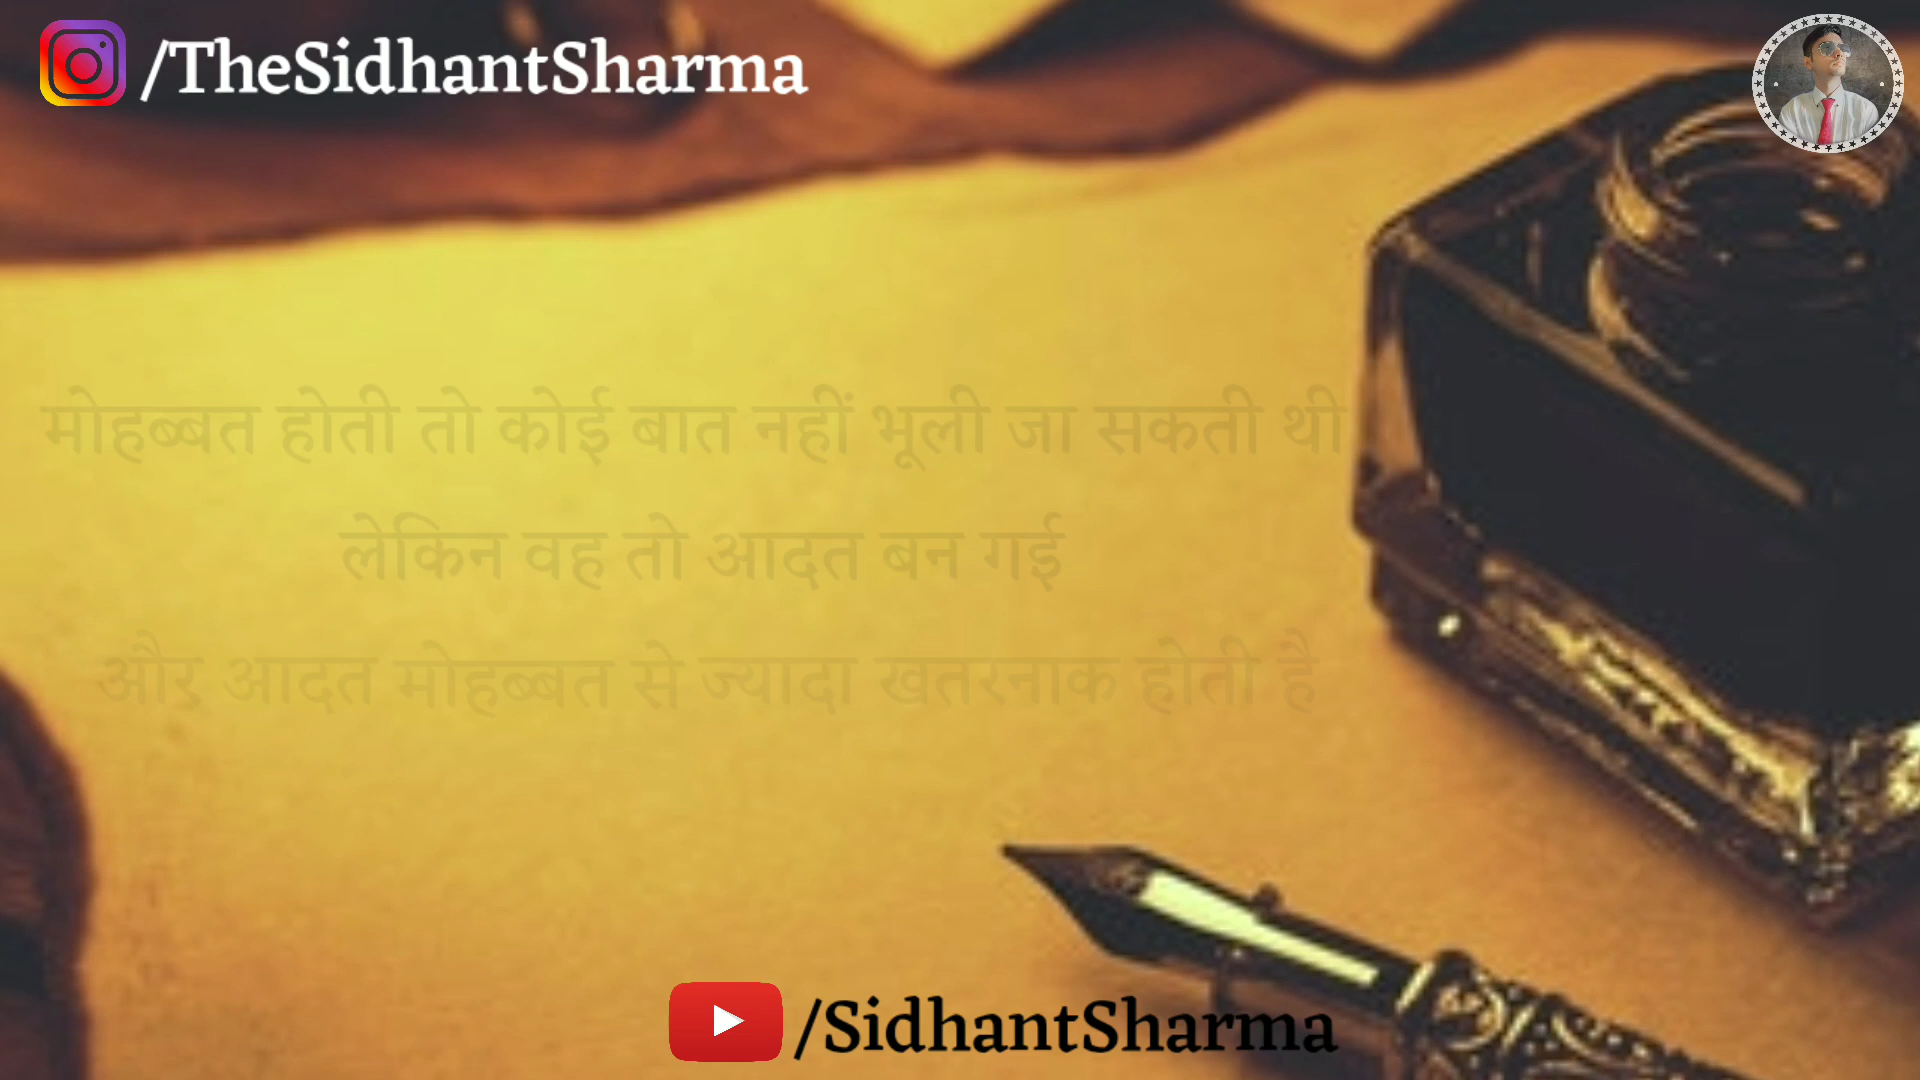 /TheSidhantSharma
मोहब्बत होती तो कोई बात नहीं भूली जा सकती थी
लेकिन वह तो आदत बन गई
और आदत मोहब्बत से ज्यादा खतरनाक होती है
/SidhantSharma